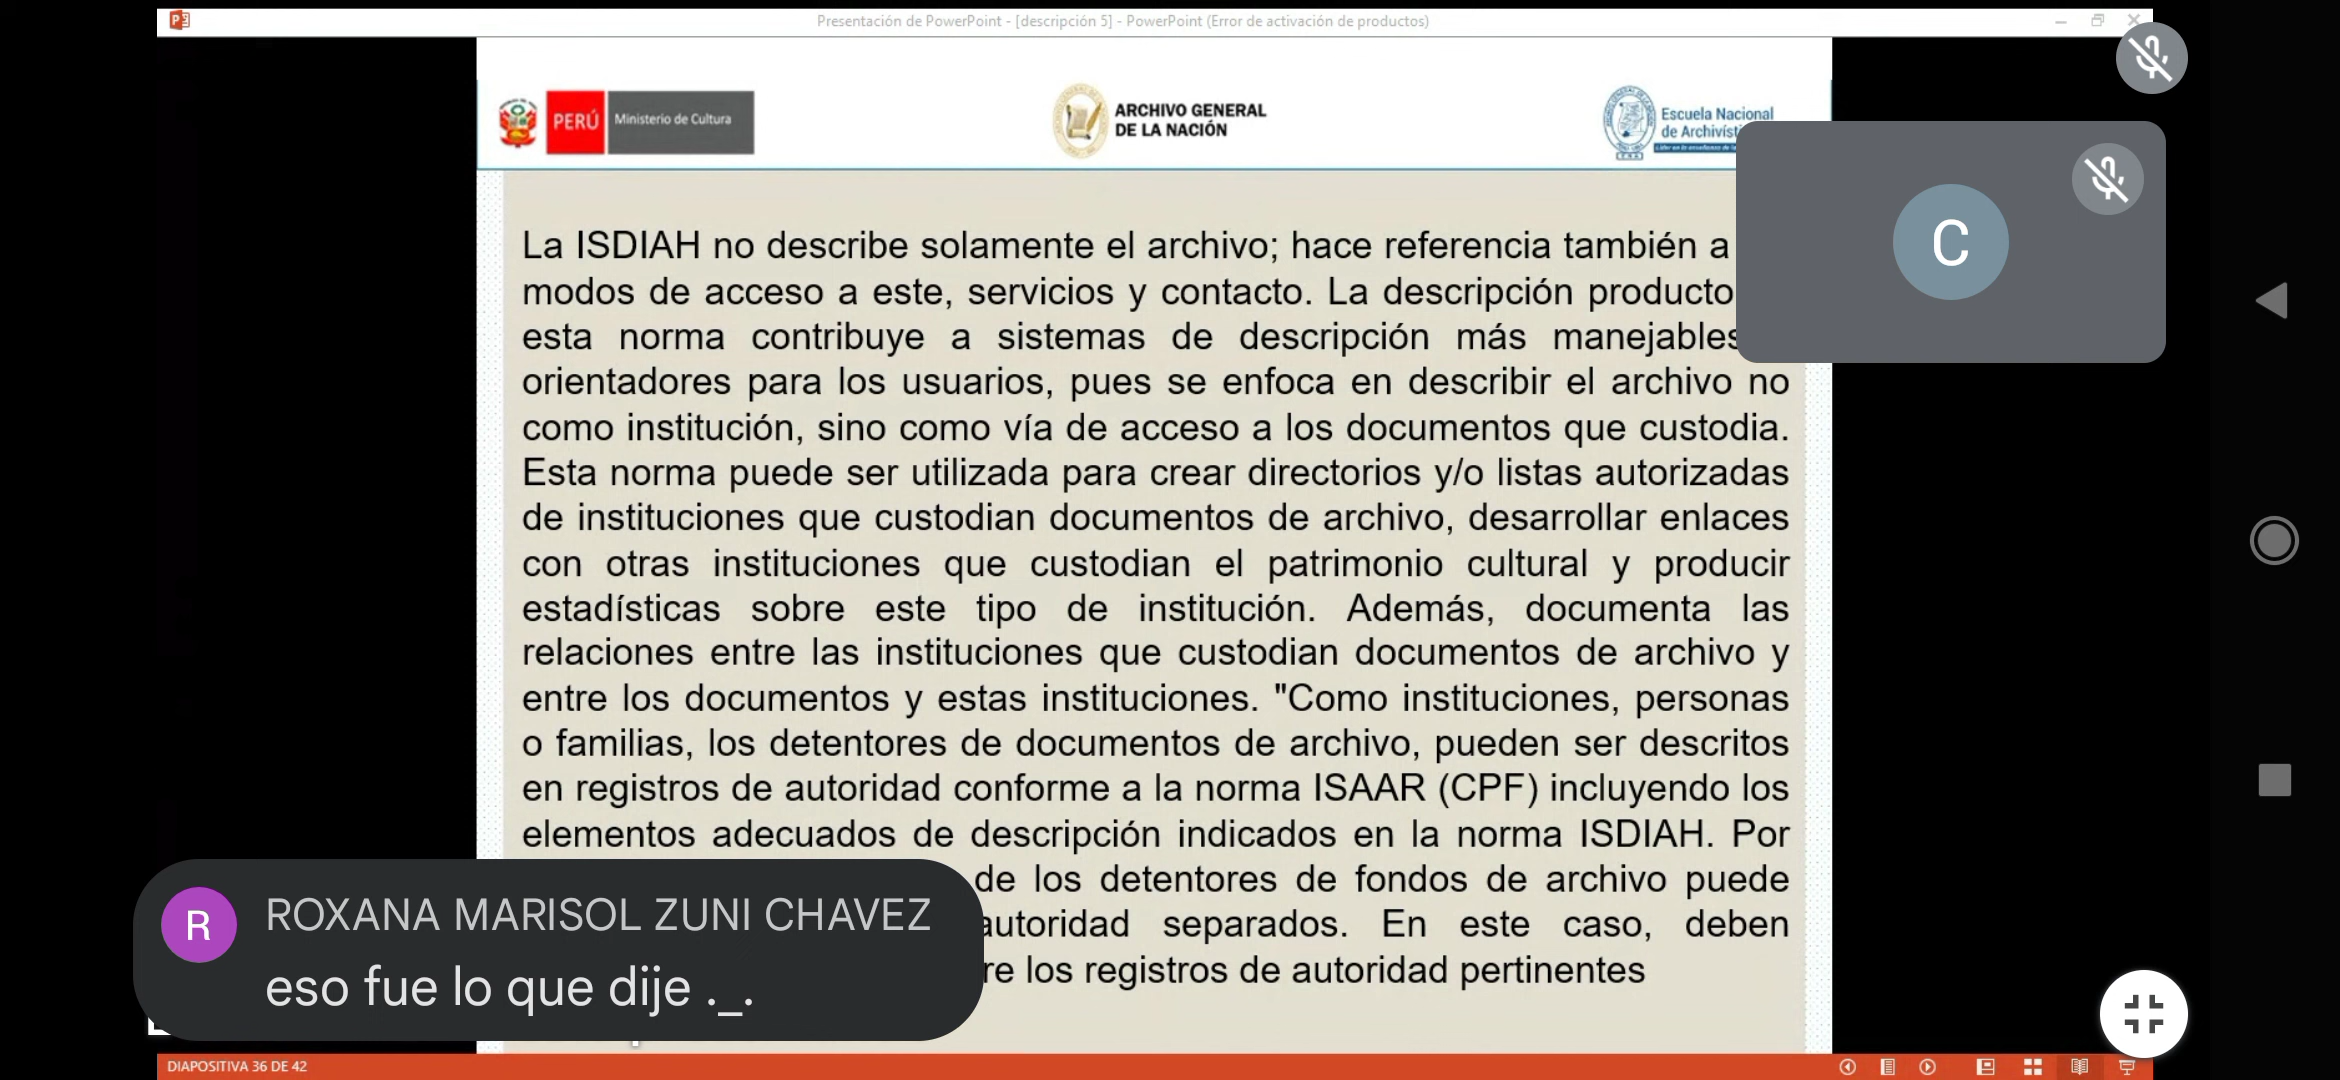 Presentación de PowerPoint - [descripción 5] - PowerPoint (Error de activación de productos)
PERÚ
Ministerio de Cultura
ARCHIVO GENERAL
DE LA NACIÓN
Escuela Nacional
de Archivíst
C
La ISDIAH no describe solamente el archivo; hace referencia también a
modos de acceso a este, servicios y contacto. La descripción producto
esta norma contribuye a sistemas de descripción más manejables
orientadores para los usuarios, pues se enfoca en describir el archivo no
como institución, sino como vía de acceso a los documentos que custodia.
Esta norma puede ser utilizada para crear directorios y/o listas autorizadas
de instituciones que custodian documentos de archivo, desarrollar enlaces
con otras instituciones que custodian el patrimonio cultural y producir
estadísticas sobre este tipo de institución. Además, documenta las
relaciones entre las instituciones que custodian documentos de archivo y
entre los documentos y estas instituciones. "Como instituciones, personas
o familias, los detentores de documentos de archivo, pueden ser descritos
en registros de autoridad conforme a la norma ISAAR (CPF) incluyendo los
elementos adecuados de descripción indicados en la norma ISDIAH. Por
de los detentores de fondos de archivo puede
autoridad separados. En este caso, deben
re los registros de autoridad pertinentes
R
ROXANA MARISOL ZUNI CHAVEZ
eso fue lo que dije ._.
DIAPOSITIVA 36 DE 42